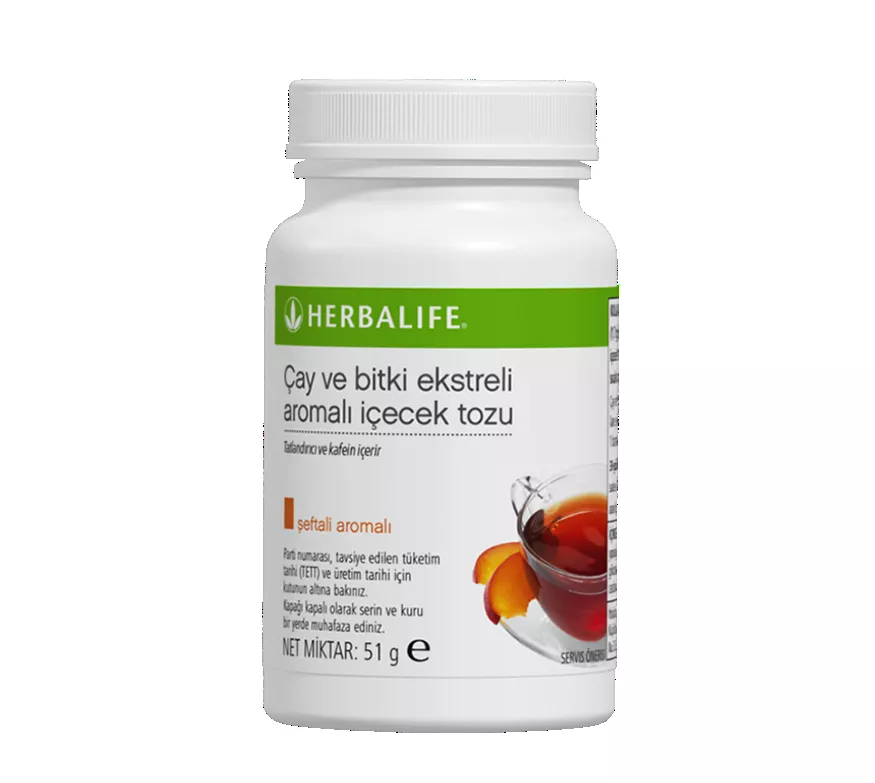 HERBALIFE®
Çay ve bitki ekstreli
aromalı içecek tozu
Tatlandırıcı ve kafein içerir
şeftali aromalı
Parti numarası, tavsiye edilen tüketim
tarihi (TETT) ve üretim tarihi için
kutunun altına bakınız.
Kapağı kapalı olarak serin ve kuru
bir yerde muhafaza ediniz.
NET MİKTAR: 51 g e
SERVİS